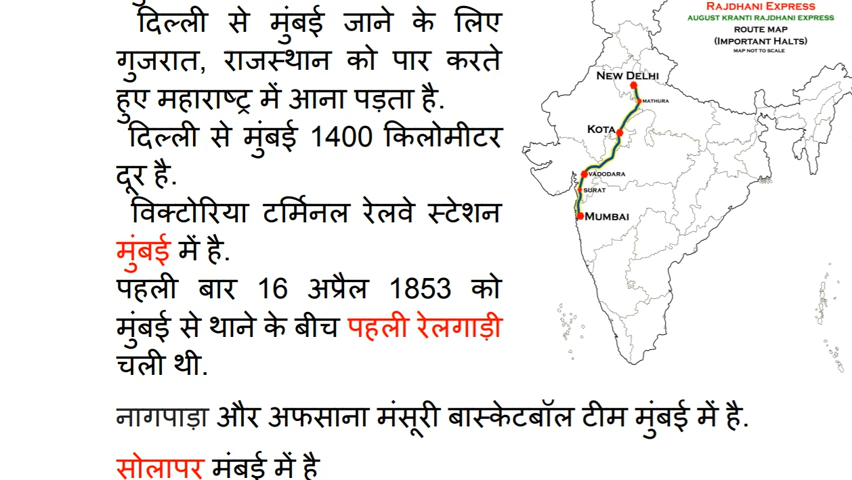 दिल्ली से मुंबई जाने के लिए
गुजरात, राजस्थान को पार करते
हुए महाराष्ट्र में आना पड़ता है.
दिल्ली से मुंबई 1400 किलोमीटर
दूर है.
विक्टोरिया टर्मिनल रेलवे स्टेशन
मुंबई में है.
पहली बार 16 अप्रैल 1853 को
मुंबई से थाने के बीच पहली रेलगाड़ी
चली थी.
नागपाड़ा और अफसाना मंसूरी बास्केटबॉल टीम मुंबई में है.
सोलापर मंबई में है
RAJDHANI EXPRESS
AUGUST KRANTI RAJDHANI EXPRESS
ROUTE MAP
(IMPORTANT HALTS)
MAP NOT TO SCALE
NEW DELHI
MATHURA
KOTA
VADODARA
SURAT
MUMBAI